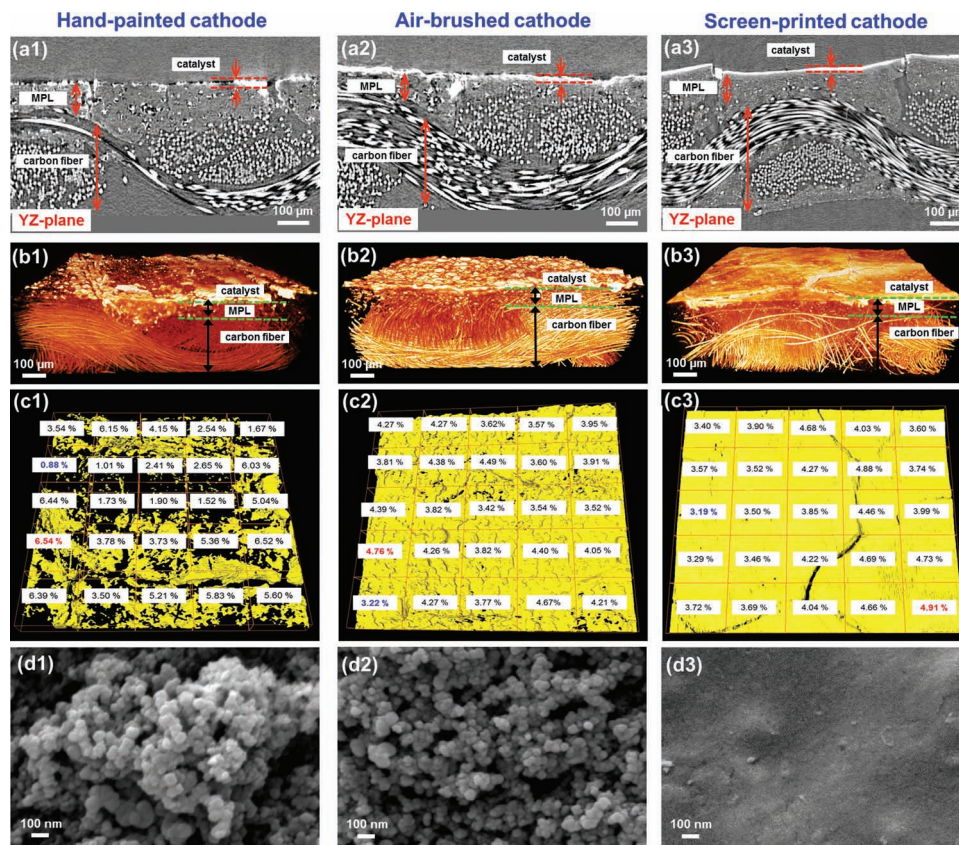 Hand-painted cathode Air-brushed cathode Screen-printed cathode
(a1) catalyst MPL carbon fiber YZ-plane 100 µm
(a2) catalyst MPL carbon fiber YZ-plane 100 µm
(a3) catalyst MPL carbon fiber YZ-plane 100 µm
(b1) catalyst MPL carbon fiber 100 µm
(b2) catalyst MPL carbon fiber 100 µm
(b3) catalyst MPL carbon fiber 100 µm
(c1)
3.54 % 6.15 % 4.15 % 2.54 % 1.67 %
0.88 % 1.01 % 2.41 % 2.65 % 6.03 %
6.44 % 1.73 % 1.90 % 1.52 % 5.04%
6.54 % 3.78 % 3.73 % 5.36 % 6.52 %
6.39 % 3.50 % 5.21 % 5.83 % 5.60 %
(c2)
4.27 % 4.27 % 3.62% 3.57 % 3.95 %
3.81 % 4.38 % 4.49 % 3.60 % 3.91 %
4.39 % 3.82 % 3.42 % 3.54 % 3.52 %
4.76 % 4.26 % 3.82 % 4.40 % 4.05 %
3.22 % 4.27 % 3.77 % 4.67% 4.21 %
(c3)
3.40 % 3.90 % 4.68 % 4.03 % 3.60 %
3.57 % 3.52 % 4.27 % 4.88 % 3.74 %
3.19 % 3.50 % 3.85 % 4.46 % 3.99 %
3.29 % 3.46 % 4.22 % 4.69 % 4.73 %
3.72 % 3.69 % 4.04 % 4.66 % 4.91 %
(d1) 100 nm
(d2) 100 nm
(d3) 100 nm